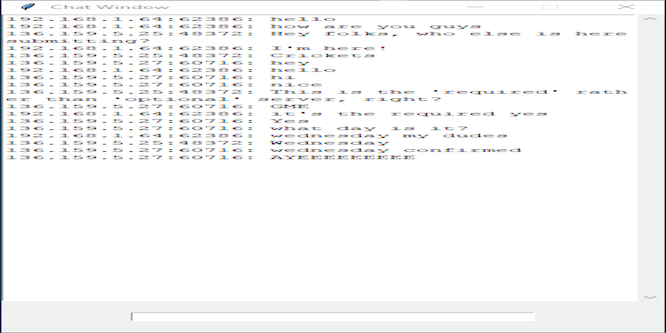 Chat Window
192.168.1.64:62386: hello
192.168.1.64:62386: how are you guys
136.159.5.25:48372: Hey folks, who else is here
submitting?
192.168.1.64:62386: I'm here!
136.159.5.25:48372: Crickets
136.159.5.27:60716: hey
192.168.1.64:62386: hello
136.159.5.27:60716: hi
136.159.5.27:60716: nice
136.159.5.25:48372: This is the 'required' rath
er than 'optional' server, right?
136.159.5.27:60716: GME
192.168.1.64:62386: it's the required yes
136.159.5.27:60716: Yes
136.159.5.27:60716: what day is it?
192.168.1.64:62386: wednesday my dudes
136.159.5.25:48372: Wednesday
136.159.5.27:60716: wednesday confirmed
136.159.5.27:60716: AYEEEEEEEEEE